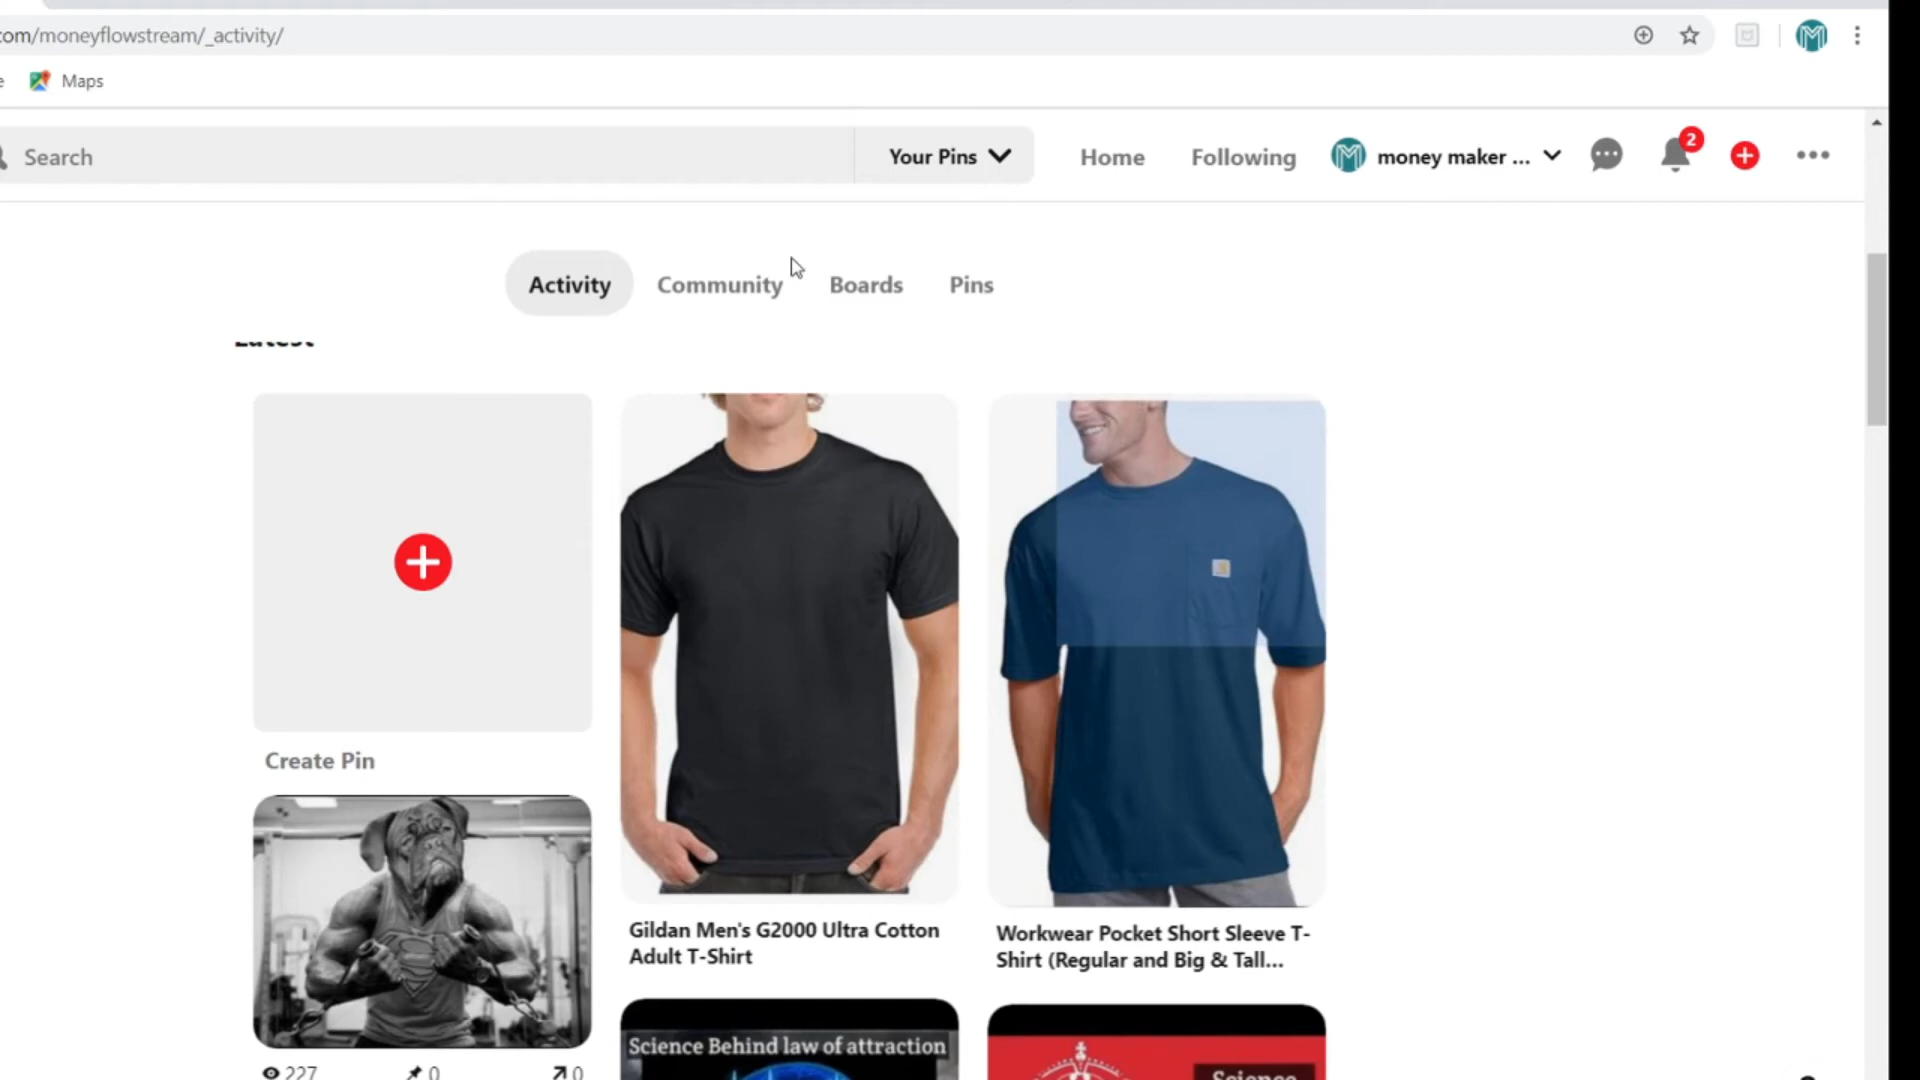 com/moneyflowstream/_activity/
e Maps
Search
Your Pins
Home
Following
money maker ...
2
Activity
Community
Boards
Pins
Latest
Create Pin
Gildan Men's G2000 Ultra Cotton
Adult T-Shirt
Workwear Pocket Short Sleeve T-
Shirt (Regular and Big & Tall...
Science Behind law of attraction
Science
227
0
0